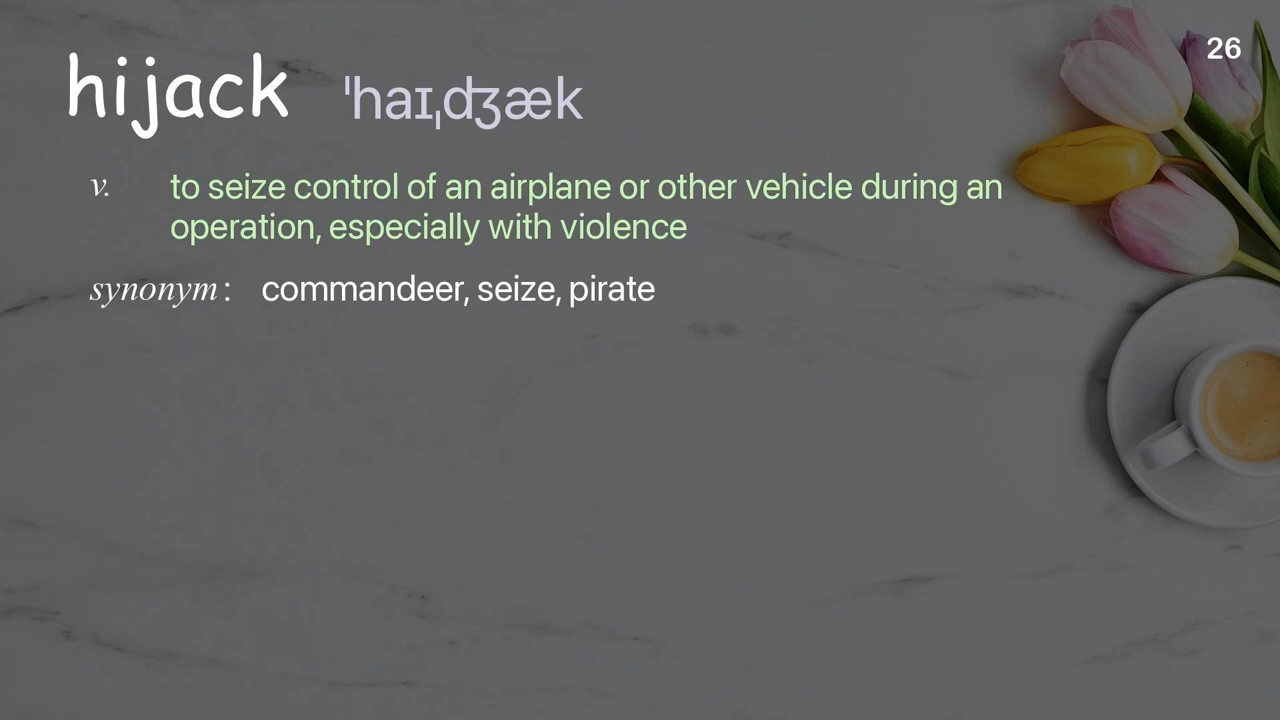 26
hijack ˈhaɪˌdʒæk
v. to seize control of an airplane or other vehicle during an
operation, especially with violence
synonym: commandeer, seize, pirate